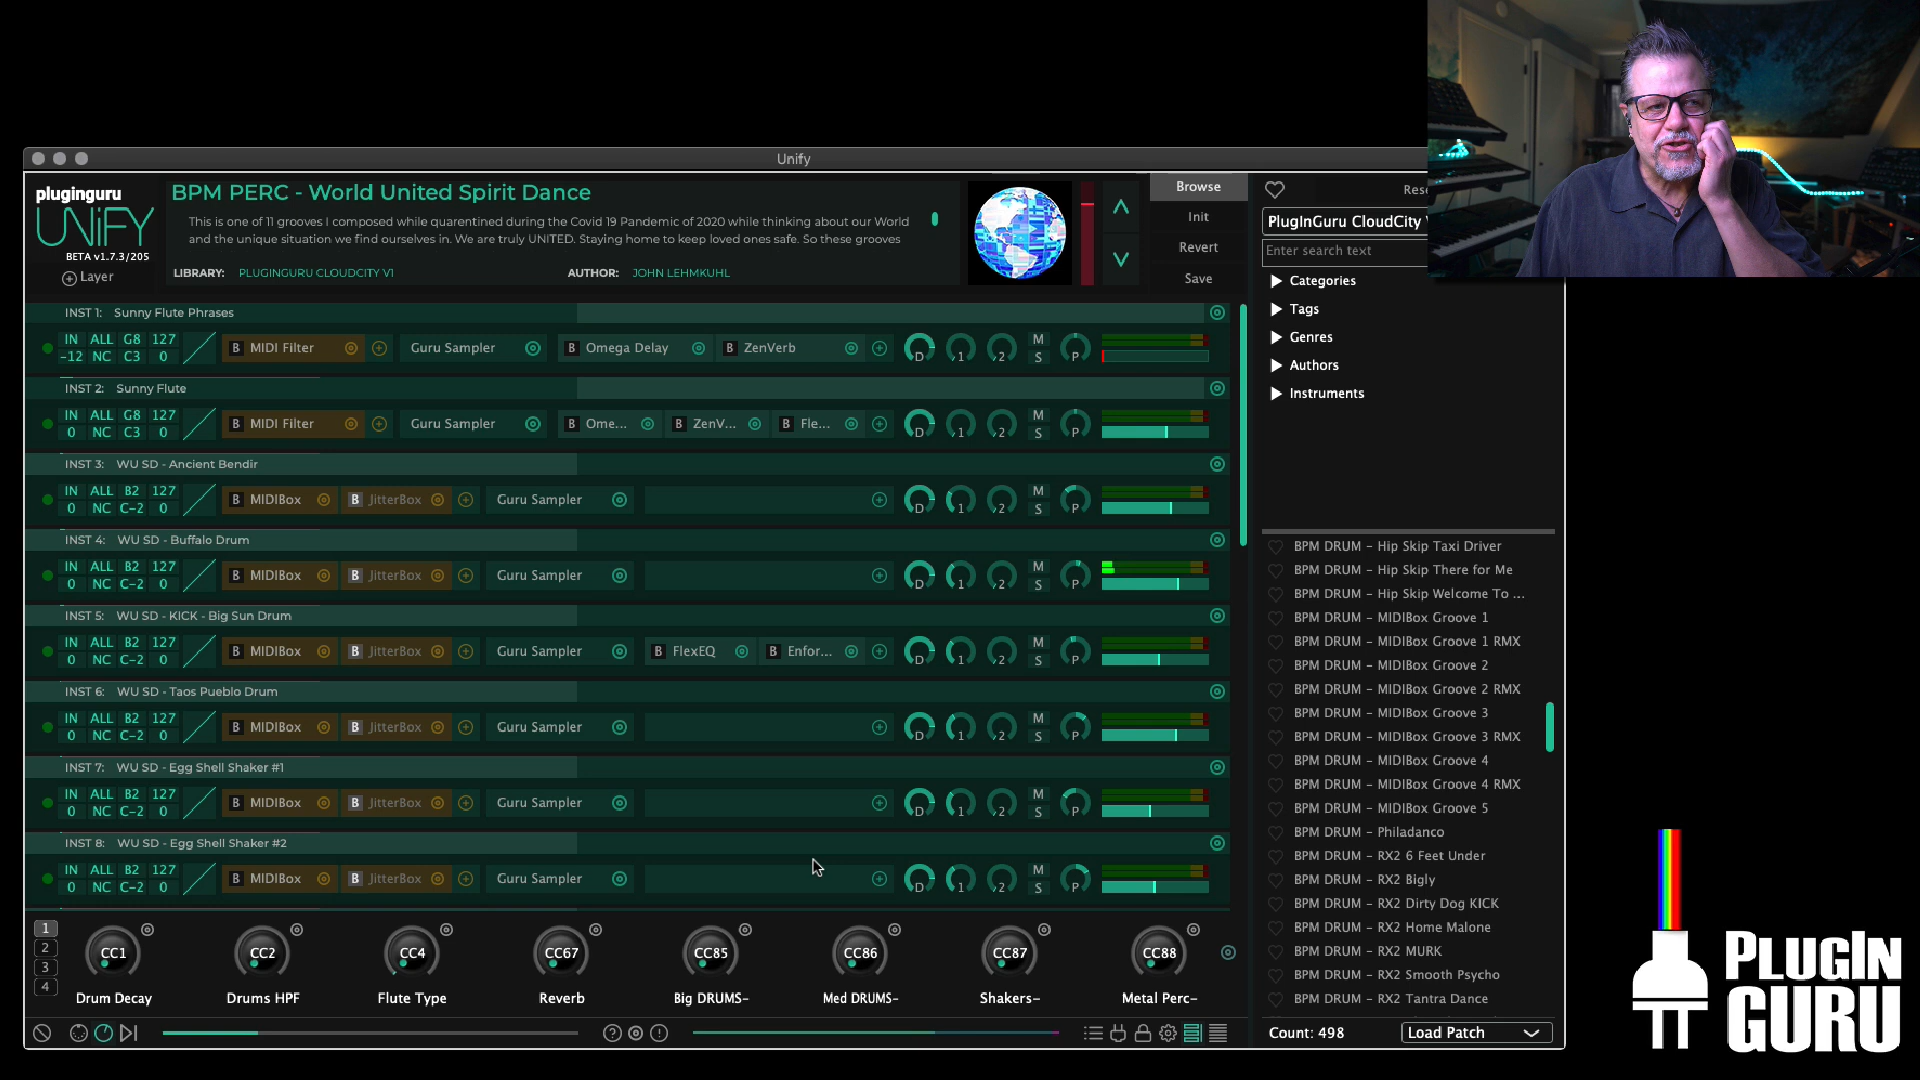 Unify
pluginguru
UNiFY
BETA v1.7.3/205
Layer
BPM PERC - World United Spirit Dance
This is one of 11 grooves I composed while quarentined during the Covid 19 Pandemic of 2020 while thinking about our World
and the unique situation we find ourselves in. We are truly UNITED. Staying home to keep loved ones safe. So these grooves
LIBRARY: PLUGINGURU CLOUDCITY V1 AUTHOR: JOHN LEHMKUHL
Browse
Init
Revert
Save
INST 1: Sunny Flute Phrases
IN ALL G8 127
-12 NC C3 0
B MIDI Filter Guru Sampler B Omega Delay B ZenVerb D 1 2 M S P
INST 2: Sunny Flute
IN ALL G8 127
0 NC C3 0
B MIDI Filter Guru Sampler B Ome... B ZenV... B Fle... D 1 2 M S P
INST 3: WU SD - Ancient Bendir
IN ALL B2 127
0 NC C-2 0
B MIDIBox B JitterBox Guru Sampler D 1 2 M S P
INST 4: WU SD - Buffalo Drum
IN ALL B2 127
0 NC C-2 0
B MIDIBox B JitterBox Guru Sampler D 1 2 M S P
INST 5: WU SD - KICK - Big Sun Drum
IN ALL B2 127
0 NC C-2 0
B MIDIBox B JitterBox Guru Sampler B FlexEQ B Enfor... D 1 2 M S P
INST 6: WU SD - Taos Pueblo Drum
IN ALL B2 127
0 NC C-2 0
B MIDIBox B JitterBox Guru Sampler D 1 2 M S P
INST 7: WU SD - Egg Shell Shaker #1
IN ALL B2 127
0 NC C-2 0
B MIDIBox B JitterBox Guru Sampler D 1 2 M S P
INST 8: WU SD - Egg Shell Shaker #2
IN ALL B2 127
0 NC C-2 0
B MIDIBox B JitterBox Guru Sampler D 1 2 M S P
1
2
3
4
CC1 CC2 CC4 CC67 CC85 CC86 CC87 CC88
Drum Decay Drums HPF Flute Type Reverb Big DRUMS- Med DRUMS- Shakers- Metal Perc-
Rese
PlugInGuru CloudCity V
Enter search text
Categories
Tags
Genres
Authors
Instruments
BPM DRUM - Hip Skip Taxi Driver
BPM DRUM - Hip Skip There for Me
BPM DRUM - Hip Skip Welcome To ...
BPM DRUM - MIDIBox Groove 1
BPM DRUM - MIDIBox Groove 1 RMX
BPM DRUM - MIDIBox Groove 2
BPM DRUM - MIDIBox Groove 2 RMX
BPM DRUM - MIDIBox Groove 3
BPM DRUM - MIDIBox Groove 3 RMX
BPM DRUM - MIDIBox Groove 4
BPM DRUM - MIDIBox Groove 4 RMX
BPM DRUM - MIDIBox Groove 5
BPM DRUM - Philadanco
BPM DRUM - RX2 6 Feet Under
BPM DRUM - RX2 Bigly
BPM DRUM - RX2 Dirty Dog KICK
BPM DRUM - RX2 Home Malone
BPM DRUM - RX2 MURK
BPM DRUM - RX2 Smooth Psycho
BPM DRUM - RX2 Tantra Dance
Count: 498 Load Patch
PLUGIN
GURU